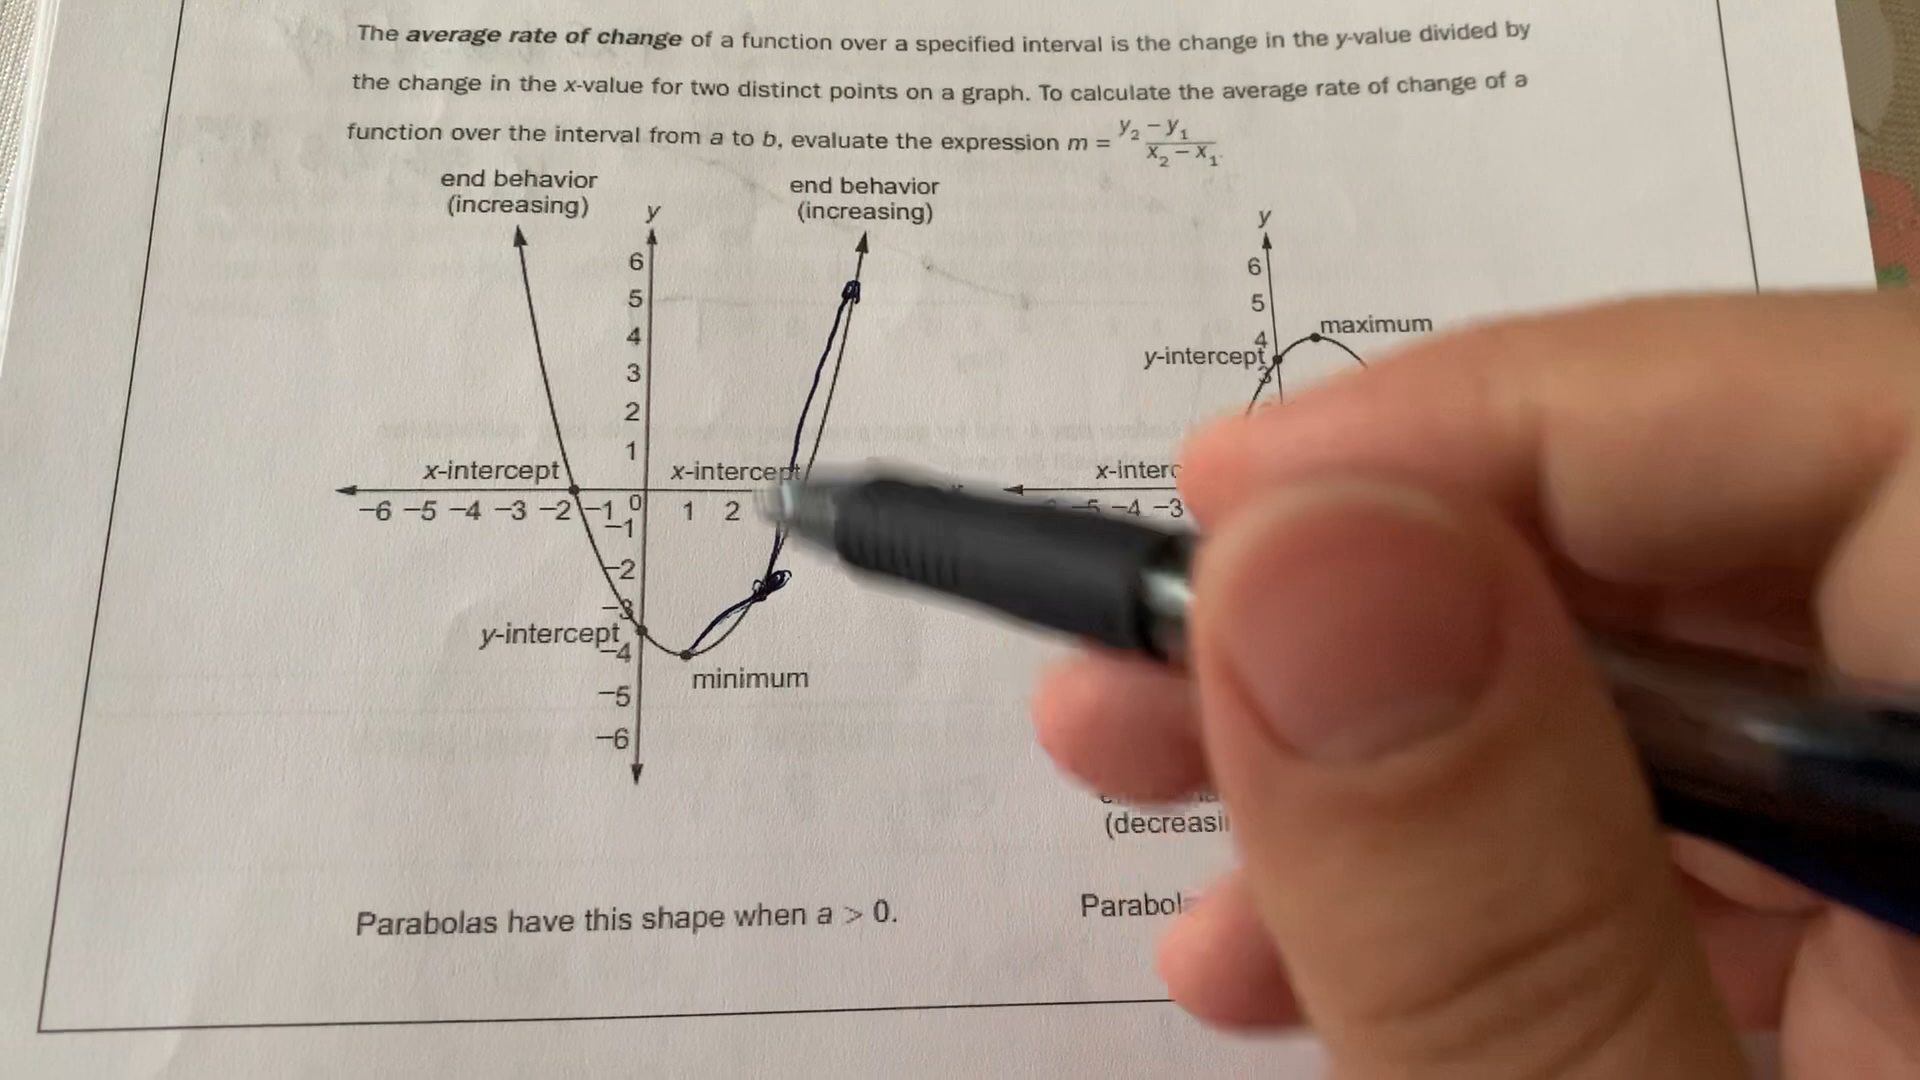 The average rate of change of a function over a specified interval is the change in the y-value divided by
the change in the x-value for two distinct points on a graph. To calculate the average rate of change of a
function over the interval from a to b, evaluate the expression m = y₂ – y₁ / x₂ – x₁.
end behavior
(increasing)
end behavior
(increasing)
y
6
5
4
3
2
1
x-intercept
x-intercept
–6 –5 –4 –3 –2 –1 0 1 2
–1
–2
–3
y-intercept
–4
minimum
–5
–6
Parabolas have this shape when a > 0.
y
6
5
maximum
4
y-intercept
3
x-interc
–5 –4 –3
(decreasi
Parabol